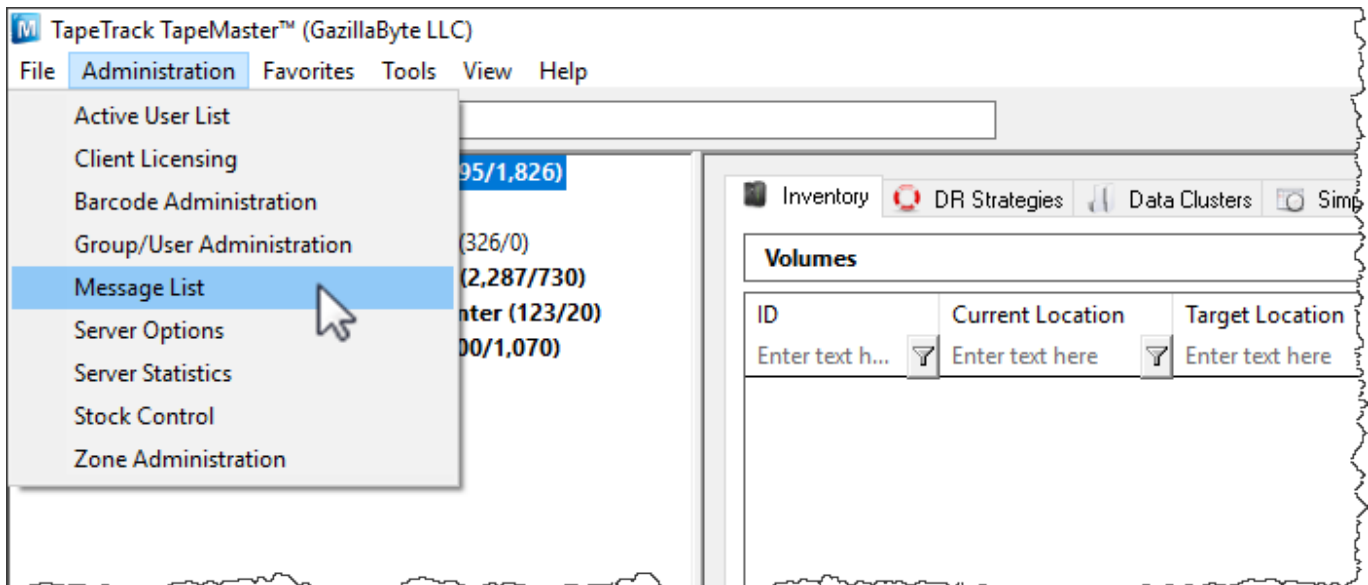 TapeTrack TapeMaster™ (GazillaByte LLC)
File Administration Favorites Tools View Help
Active User List
Client Licensing
Barcode Administration
Group/User Administration
Message List
Server Options
Server Statistics
Stock Control
Zone Administration
95/1,826)
(326/0)
(2,287/730)
nter (123/20)
00/1,070)
Inventory DR Strategies Data Clusters
Volumes
ID Current Location Target Location
Enter text h... Enter text here Enter text here